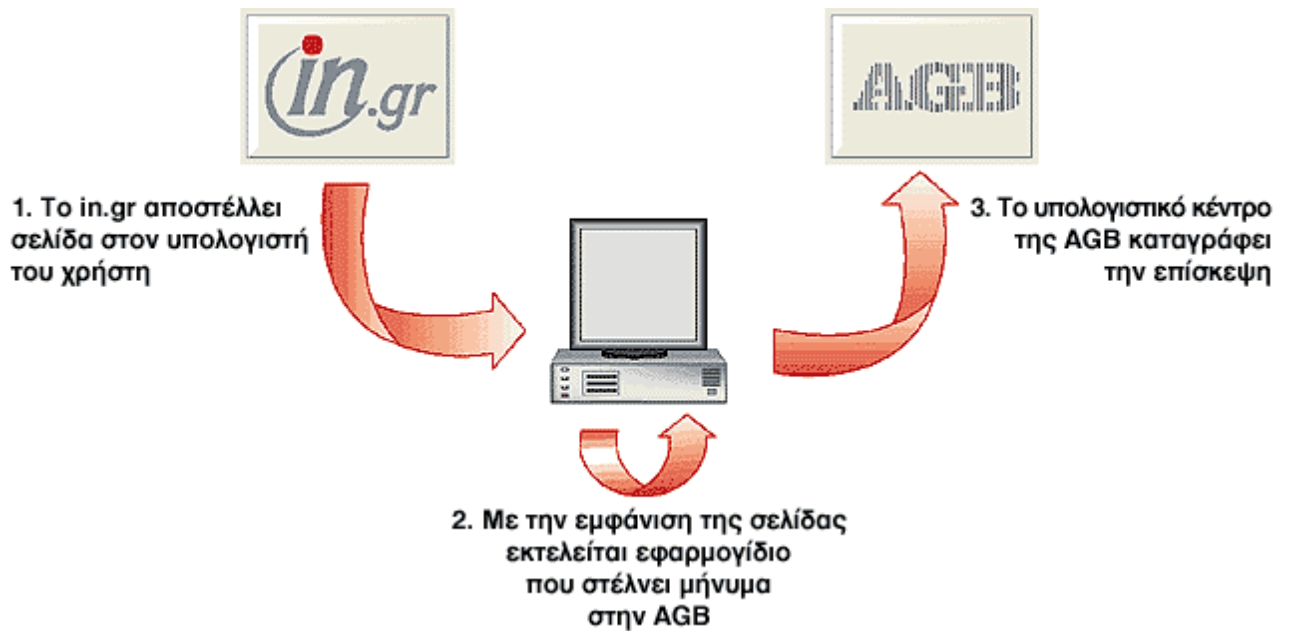 in.gr
AGB
1. Το in.gr αποστέλλει
σελίδα στον υπολογιστή
του χρήστη
3. Το υπολογιστικό κέντρο
της AGB καταγράφει
την επίσκεψη
2. Με την εμφάνιση της σελίδας
εκτελείται εφαρμογίδιο
που στέλνει μήνυμα
στην AGB